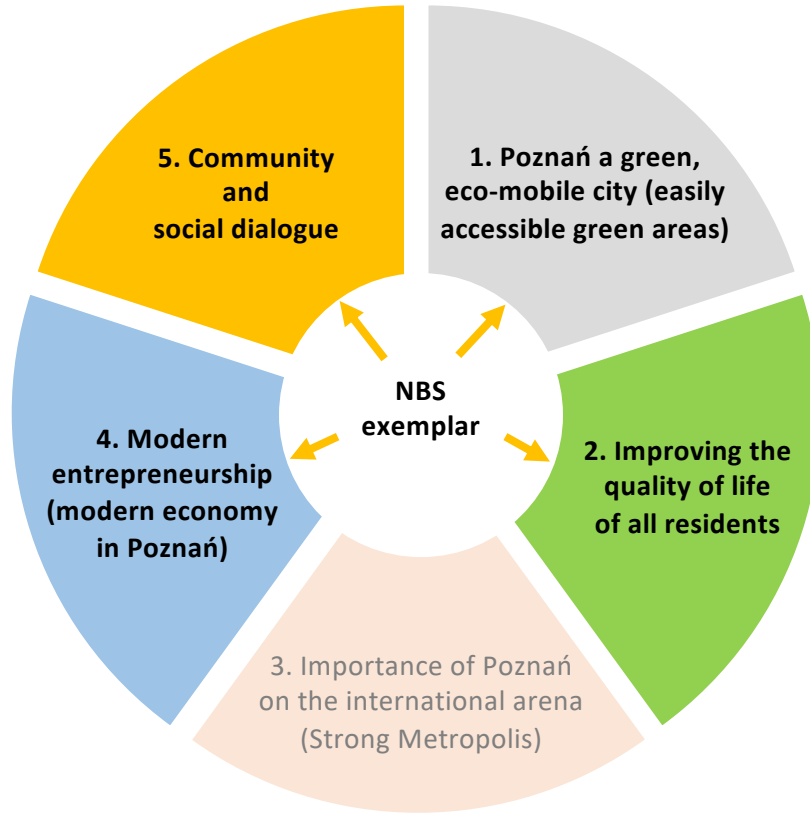 5. Community
and
social dialogue
1. Poznań a green,
eco-mobile city (easily
accessible green areas)
NBS
exemplar
4. Modern
entrepreneurship
(modern economy
in Poznań)
2. Improving the
quality of life
of all residents
3. Importance of Poznań
on the international arena
(Strong Metropolis)